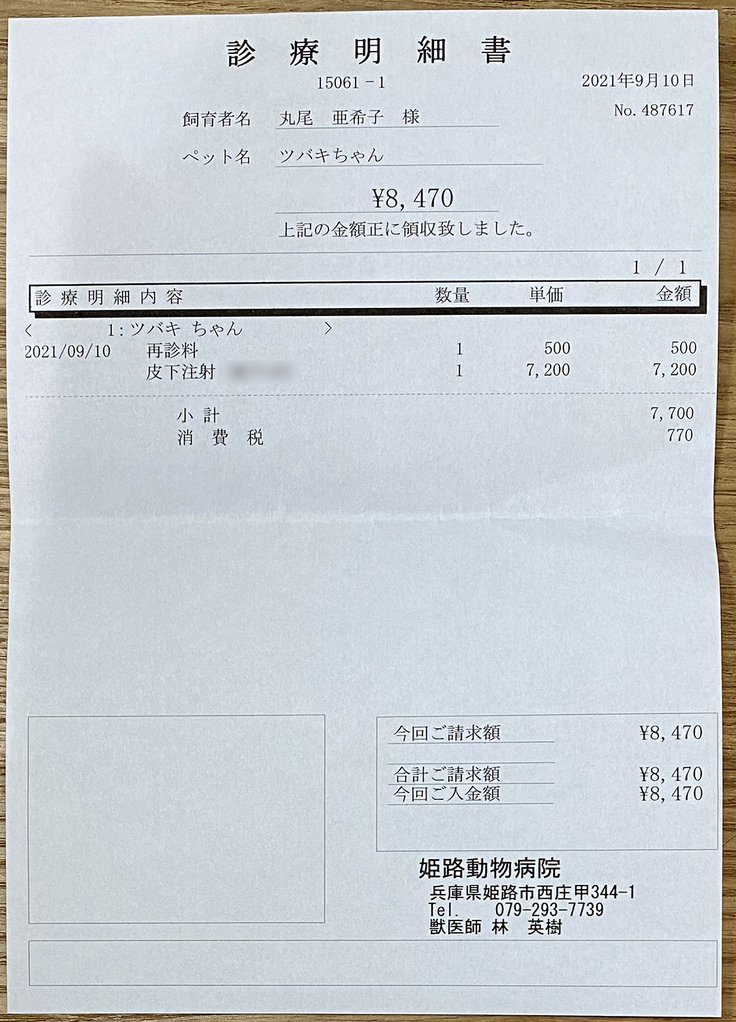 診療明細書
15061-1
2021年9月10日
No.487617
飼育者名 丸尾 亜希子 様
ペット名 ツバキちゃん
¥8,470
上記の金額正に領収致しました。
1 / 1
診療明細内容 数量 単価 金額
< 1:ツバキ ちゃん >
2021/09/10 再診料 1 500 500
皮下注射 1 7,200 7,200
小計 7,700
消費税 770
今回ご請求額 ¥8,470
合計ご請求額 ¥8,470
今回ご入金額 ¥8,470
姫路動物病院
兵庫県姫路市西庄甲344-1
Tel. 079-293-7739
獣医師 林 英樹